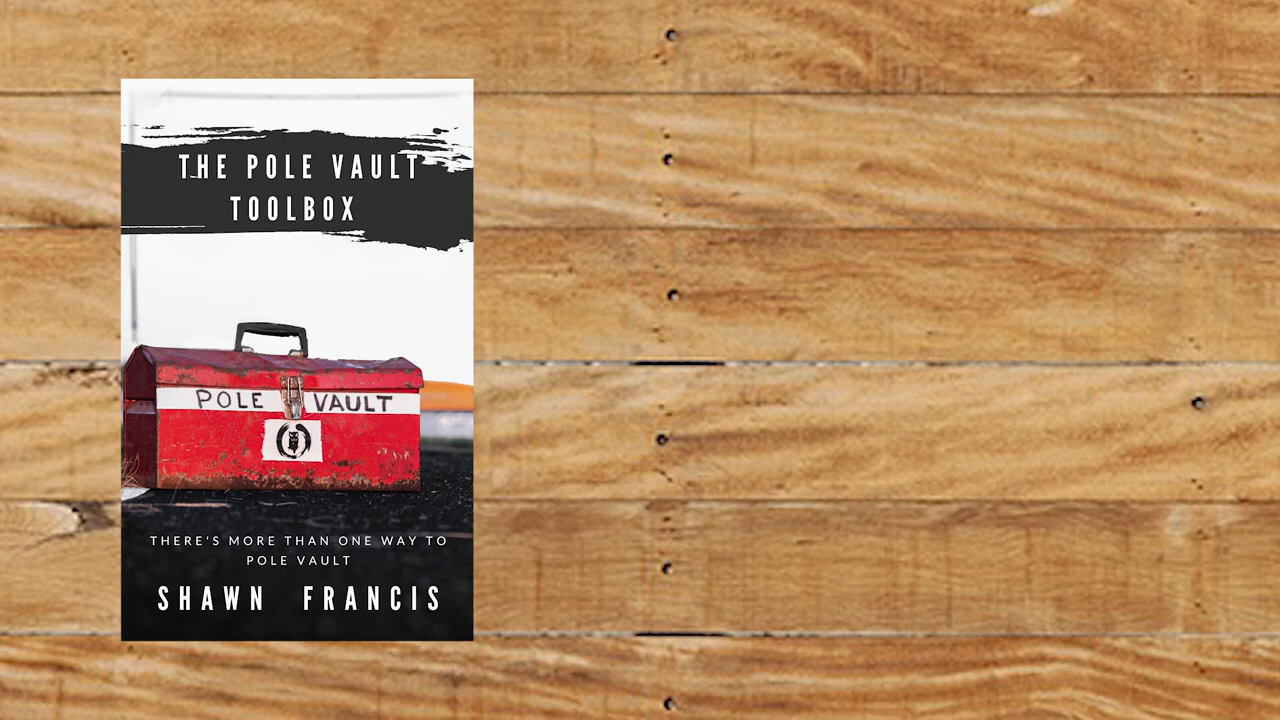 THE POLE VAULT
TOOLBOX
POLE VAULT
THERE'S MORE THAN ONE WAY TO
POLE VAULT
SHAWN FRANCIS